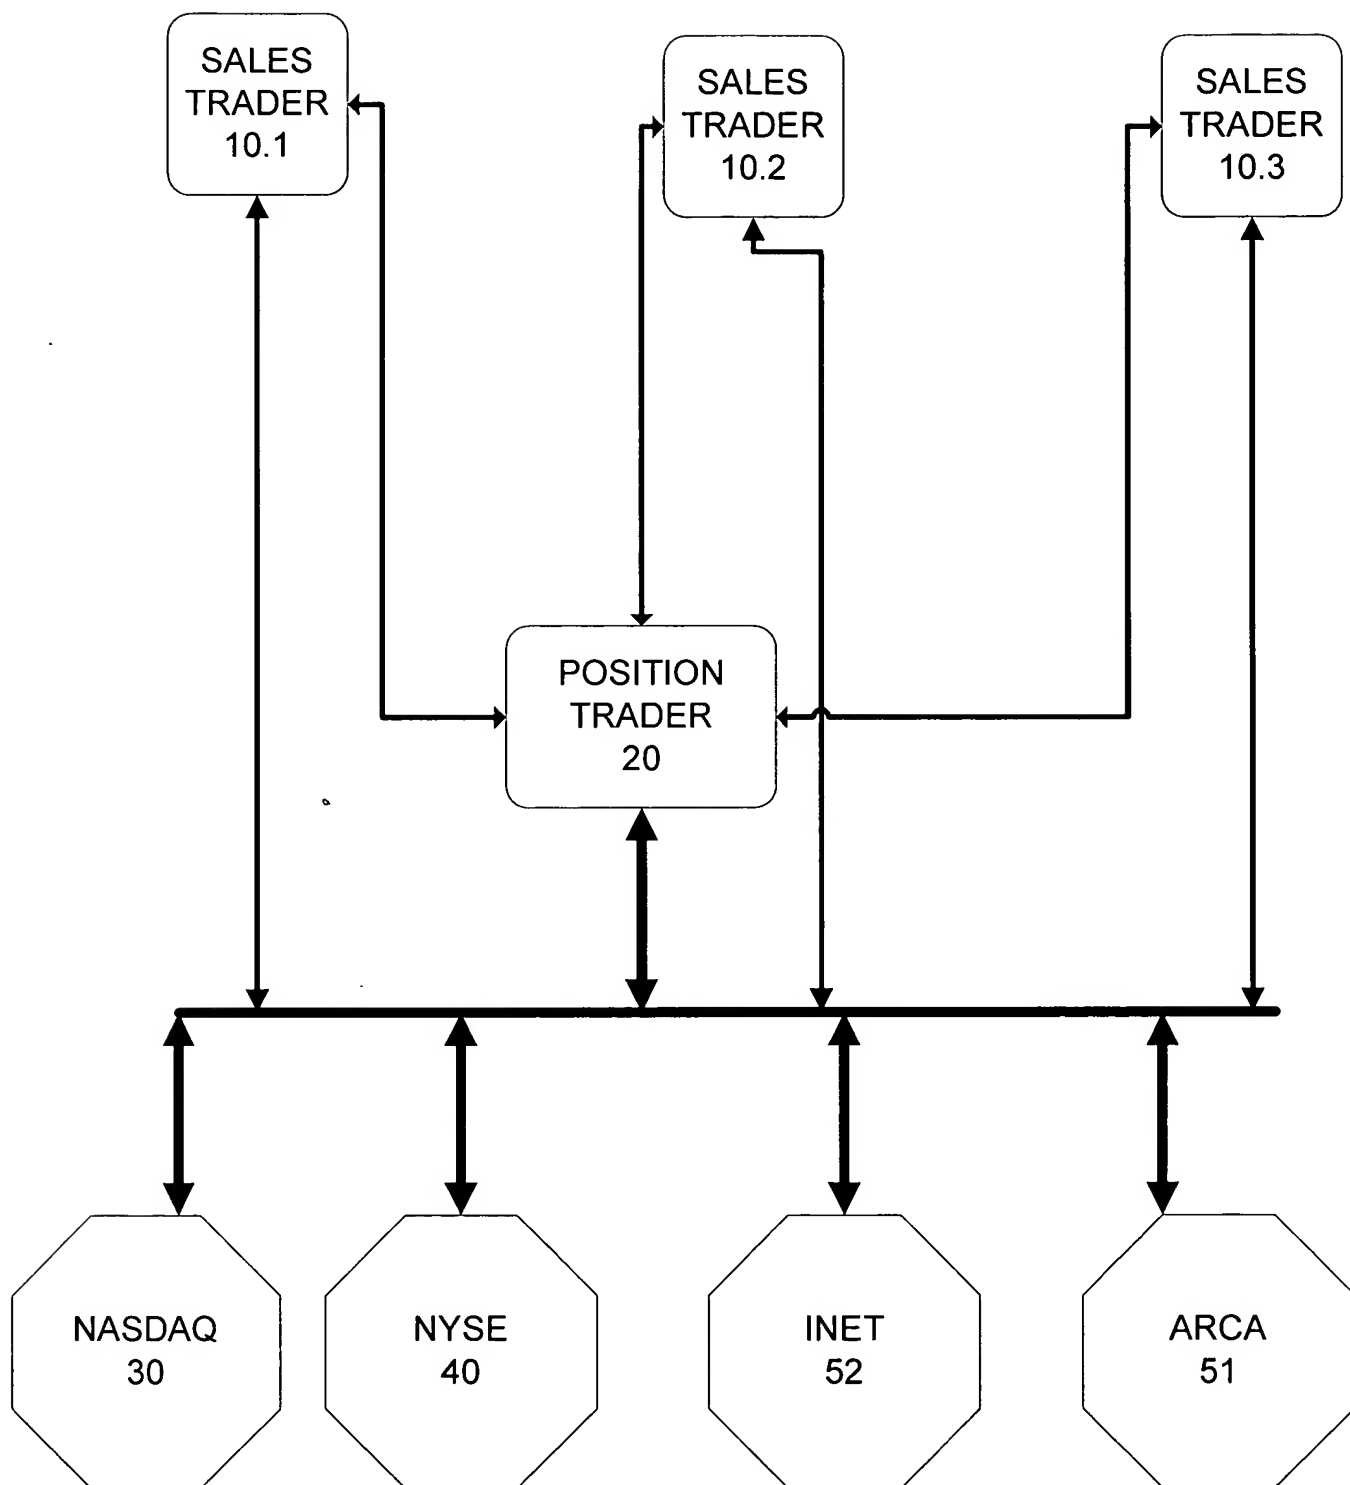 SALES
TRADER
10.1
SALES
TRADER
10.2
SALES
TRADER
10.3
POSITION
TRADER
20
NASDAQ
30
NYSE
40
INET
52
ARCA
51